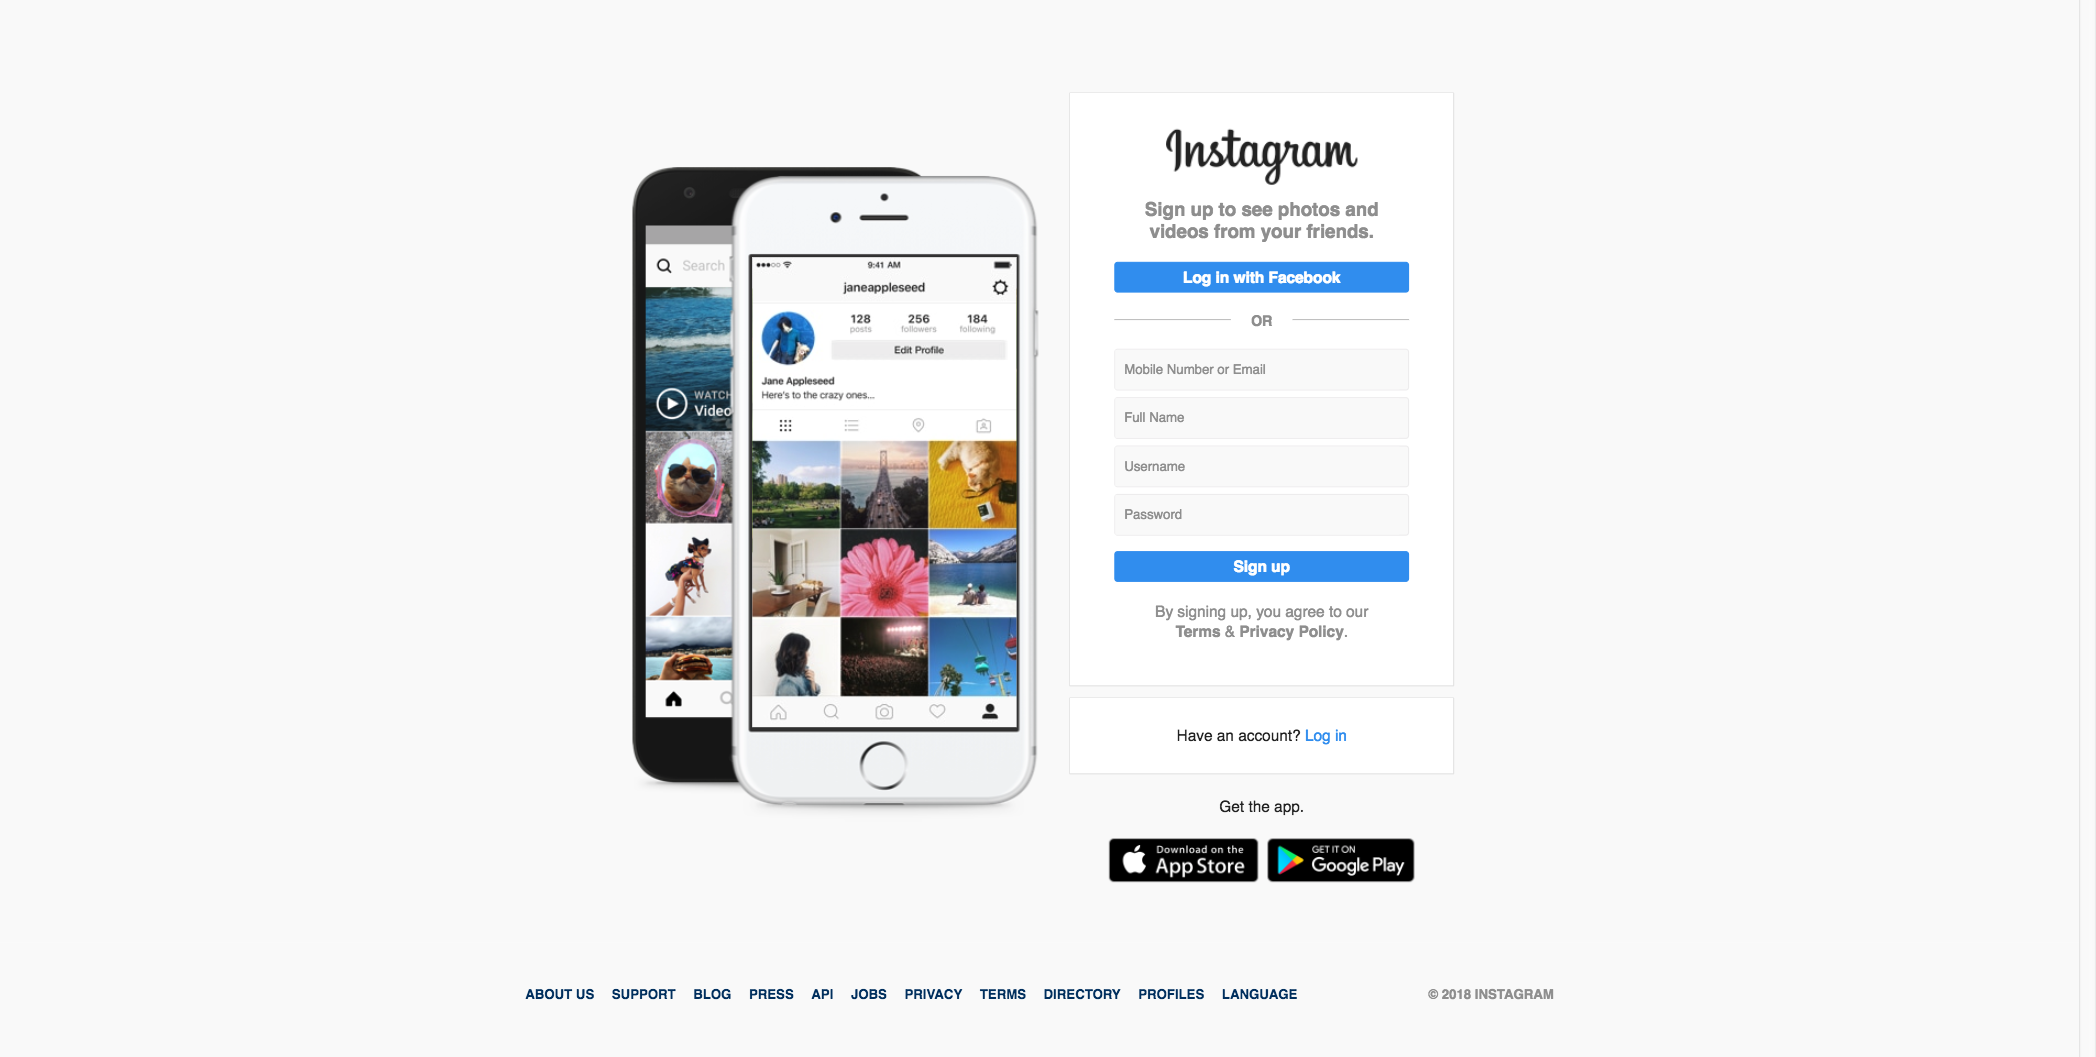 Search
WATCH
Video
9:41 AM
janeappleseed
128 256 184
posts followers following
Edit Profile
Jane Appleseed
Here's to the crazy ones...
Instagram
Sign up to see photos and
videos from your friends.
Log in with Facebook
OR
Mobile Number or Email
Full Name
Username
Password
Sign up
By signing up, you agree to our
Terms & Privacy Policy.
Have an account? Log in
Get the app.
Download on the
App Store
GET IT ON
Google Play
ABOUT US SUPPORT BLOG PRESS API JOBS PRIVACY TERMS DIRECTORY PROFILES LANGUAGE © 2018 INSTAGRAM